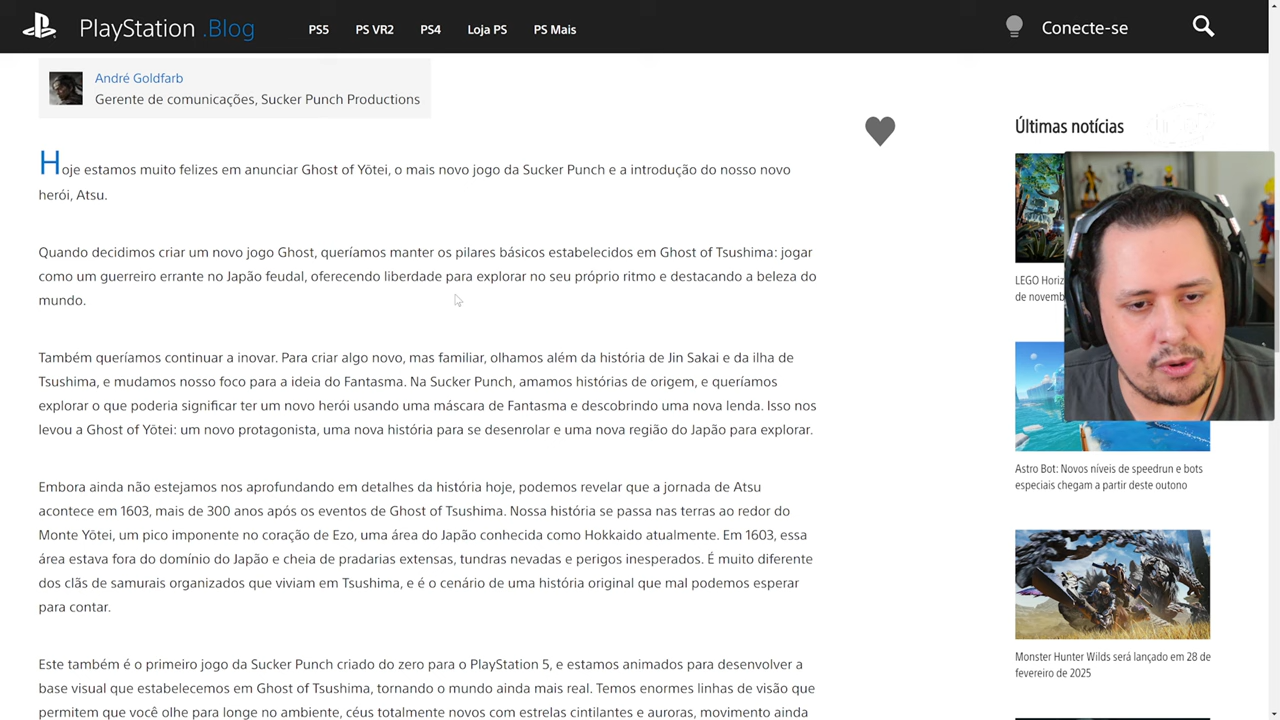 PlayStation.Blog
PS5
PS VR2
PS4
Loja PS
PS Mais
Conecte-se
André Goldfarb
Gerente de comunicações, Sucker Punch Productions
Hoje estamos muito felizes em anunciar Ghost of Yōtei, o mais novo jogo da Sucker Punch e a introdução do nosso novo
herói, Atsu.
Quando decidimos criar um novo jogo Ghost, queríamos manter os pilares básicos estabelecidos em Ghost of Tsushima: jogar
como um guerreiro errante no Japão feudal, oferecendo liberdade para explorar no seu próprio ritmo e destacando a beleza do
mundo.
Também queríamos continuar a inovar. Para criar algo novo, mas familiar, olhamos além da história de Jin Sakai e da ilha de
Tsushima, e mudamos nosso foco para a ideia do Fantasma. Na Sucker Punch, amamos histórias de origem, e queríamos
explorar o que poderia significar ter um novo herói usando uma máscara de Fantasma e descobrindo uma nova lenda. Isso nos
levou a Ghost of Yōtei: um novo protagonista, uma nova história para se desenrolar e uma nova região do Japão para explorar.
Embora ainda não estejamos nos aprofundando em detalhes da história hoje, podemos revelar que a jornada de Atsu
acontece em 1603, mais de 300 anos após os eventos de Ghost of Tsushima. Nossa história se passa nas terras ao redor do
Monte Yōtei, um pico imponente no coração de Ezo, uma área do Japão conhecida como Hokkaido atualmente. Em 1603, essa
área estava fora do domínio do Japão e cheia de pradarias extensas, tundras nevadas e perigos inesperados. É muito diferente
dos clãs de samurais organizados que viviam em Tsushima, e é o cenário de uma história original que mal podemos esperar
para contar.
Este também é o primeiro jogo da Sucker Punch criado do zero para o PlayStation 5, e estamos animados para desenvolver a
base visual que estabelecemos em Ghost of Tsushima, tornando o mundo ainda mais real. Temos enormes linhas de visão que
permitem que você olhe para longe no ambiente, céus totalmente novos com estrelas cintilantes e auroras, movimento ainda
Últimas notícias
LEGO Horiz
de novemb
Astro Bot: Novos níveis de speedrun e bots
especiais chegam a partir deste outono
Monster Hunter Wilds será lançado em 28 de
fevereiro de 2025